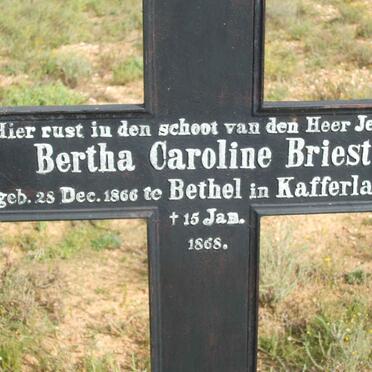 Hier rust in den schoot van den Heer Je
Bertha Caroline Briest
geb. 28 Dec. 1866 te Bethel in Kafferla
† 15 Jan.
1868.